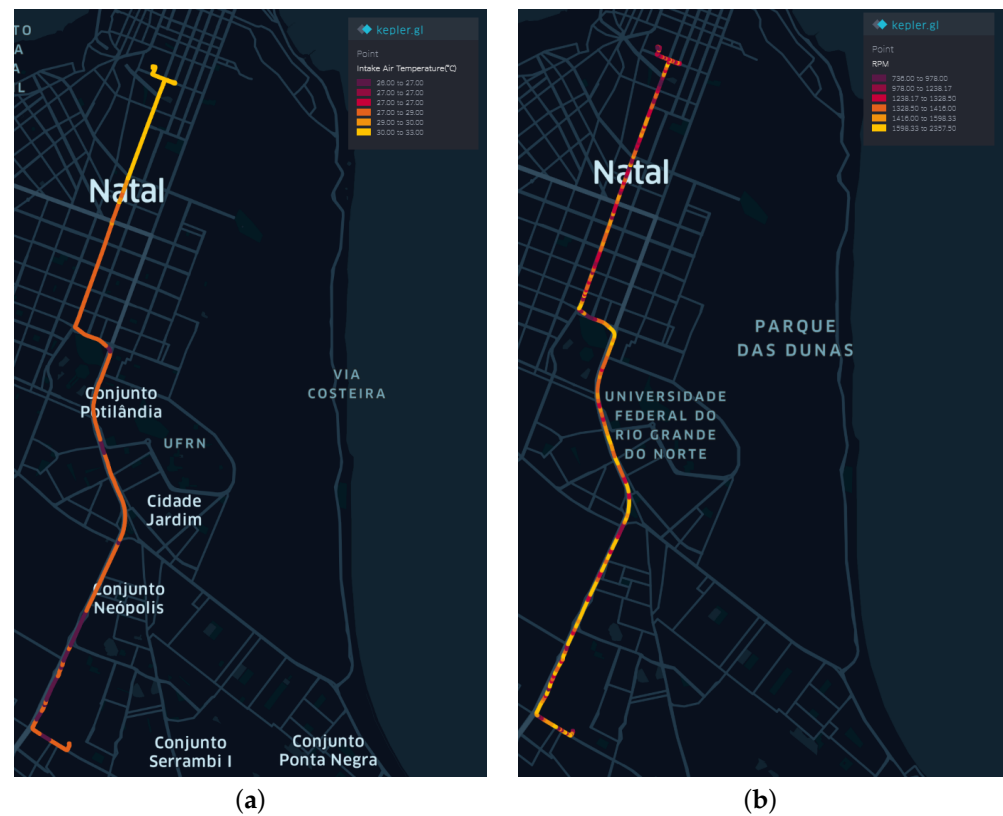 TO
A
A
L
kepler.gl
Point
Intake Air Temperature(°C)
26.00 to 27.00
27.00 to 27.00
27.00 to 27.00
27.00 to 29.00
29.00 to 30.00
30.00 to 33.00
Natal
VIA
COSTEIRA
Conjunto
Potilândia
UFRN
Cidade
Jardim
Conjunto
Neópolis
Conjunto
Serrambi I
Conjunto
Ponta Negra
(a)
kepler.gl
Point
RPM
736.00 to 978.00
978.00 to 1238.17
1238.17 to 1328.50
1328.50 to 1416.00
1416.00 to 1598.33
1598.33 to 2357.50
Natal
PARQUE
DAS DUNAS
UNIVERSIDADE
FEDERAL DO
RIO GRANDE
DO NORTE
(b)